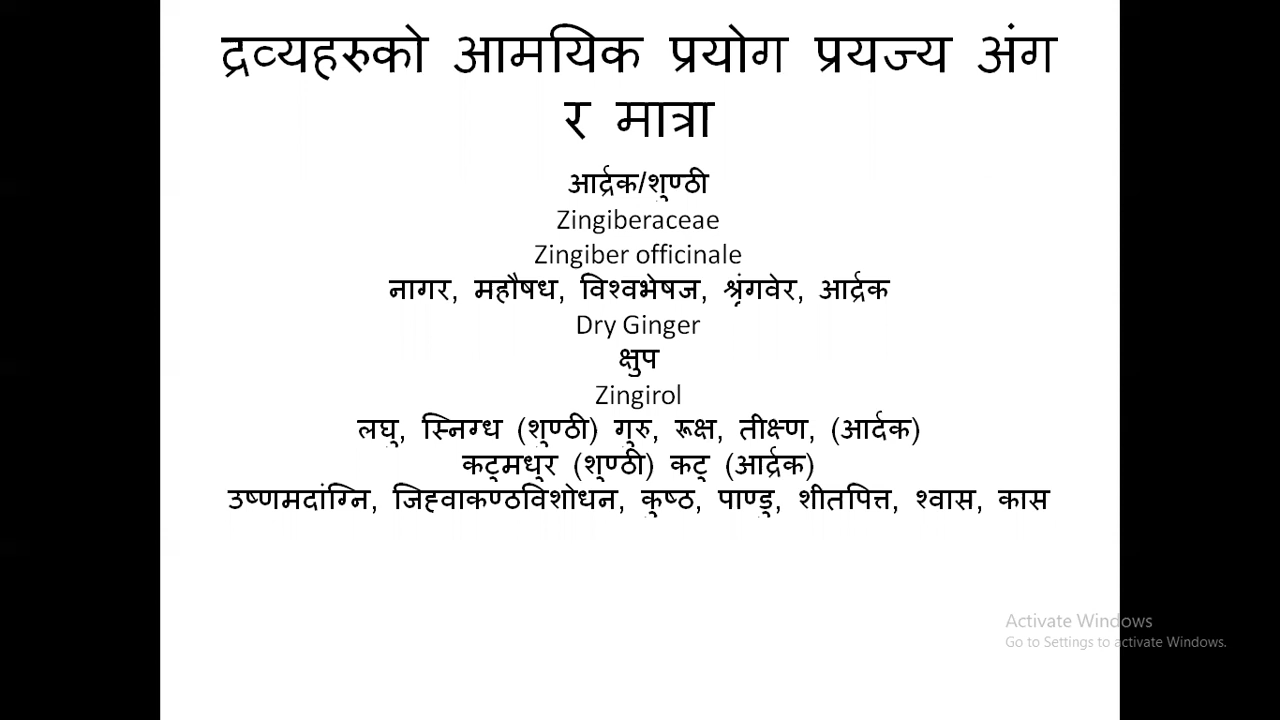 द्रव्यहरुको आमयिक प्रयोग प्रयज्य अंग
र मात्रा
आर्द्रक/शुण्ठी
Zingiberaceae
Zingiber officinale
नागर, महौषध, विश्वभेषज, श्रृंगवेर, आर्द्रक
Dry Ginger
क्षुप
Zingirol
लघु, स्निग्ध (शुण्ठी) गुरु, रूक्ष, तीक्ष्ण, (आर्दक)
कटुमधुर (शुण्ठी) कटु (आर्द्रक)
उष्णमदांग्नि, जिह्वाकण्ठविशोधन, कुष्ठ, पाण्डु, शीतपित्त, श्वास, कास
Activate Windows
Go to Settings to activate Windows.